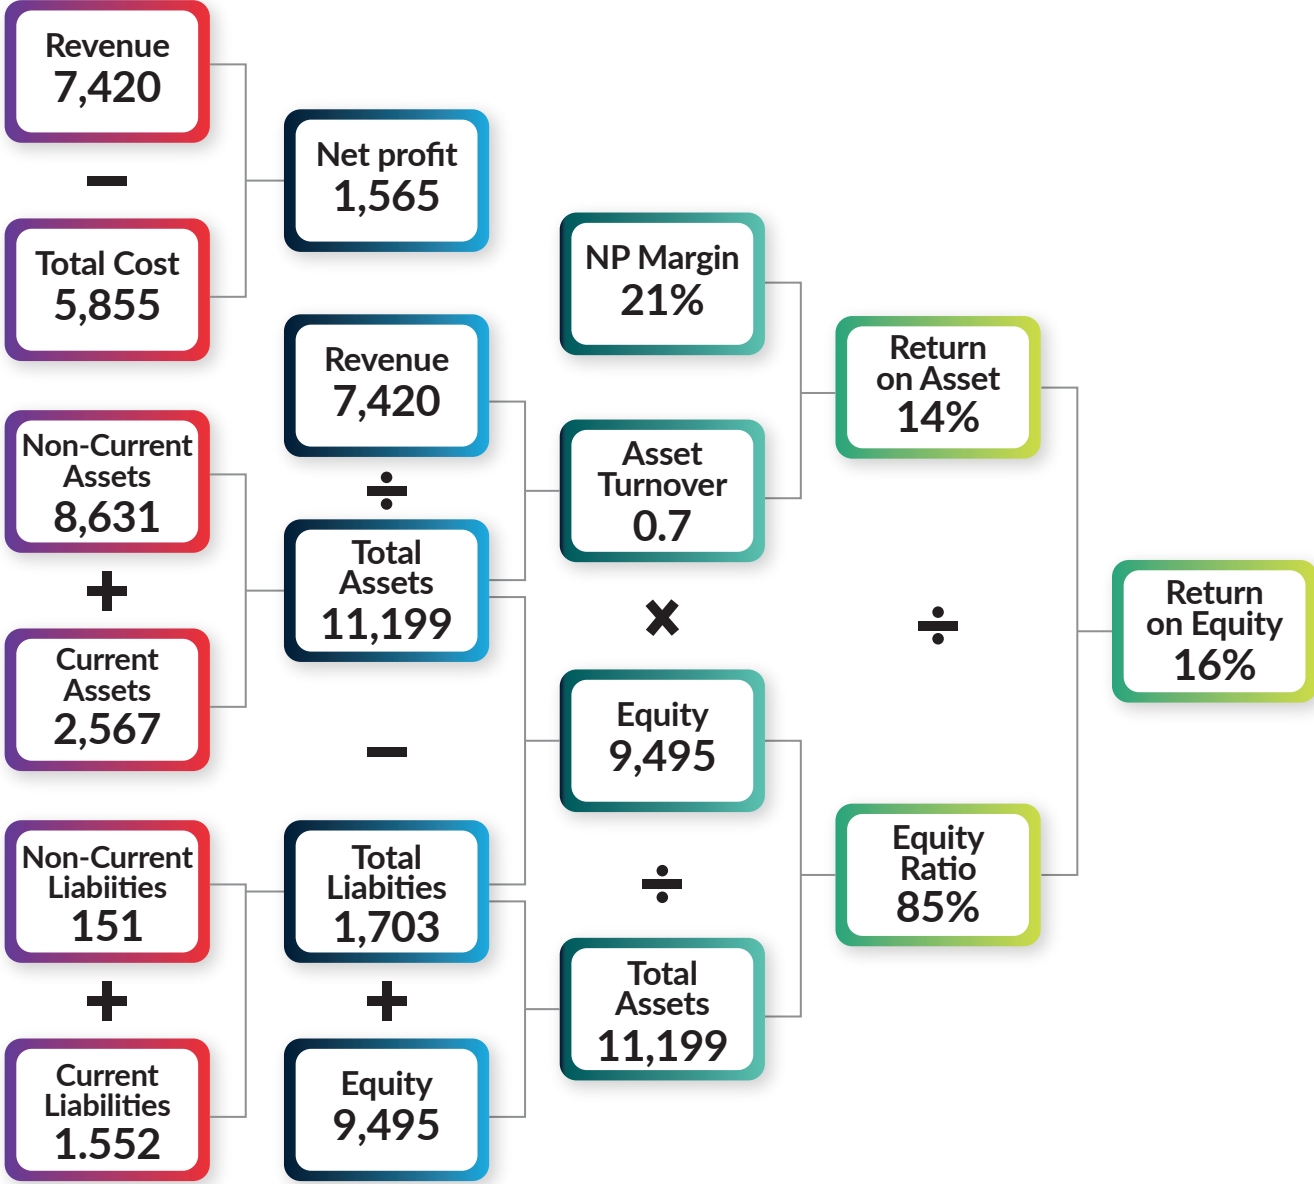 Revenue
7,420
−
Total Cost
5,855
Non-Current
Assets
8,631
+
Current
Assets
2,567
Non-Current
Liabiities
151
+
Current
Liabilities
1.552
Net profit
1,565
Revenue
7,420
÷
Total
Assets
11,199
−
Total
Liabities
1,703
+
Equity
9,495
NP Margin
21%
Asset
Turnover
0.7
×
Equity
9,495
÷
Total
Assets
11,199
Return
on Asset
14%
÷
Equity
Ratio
85%
Return
on Equity
16%